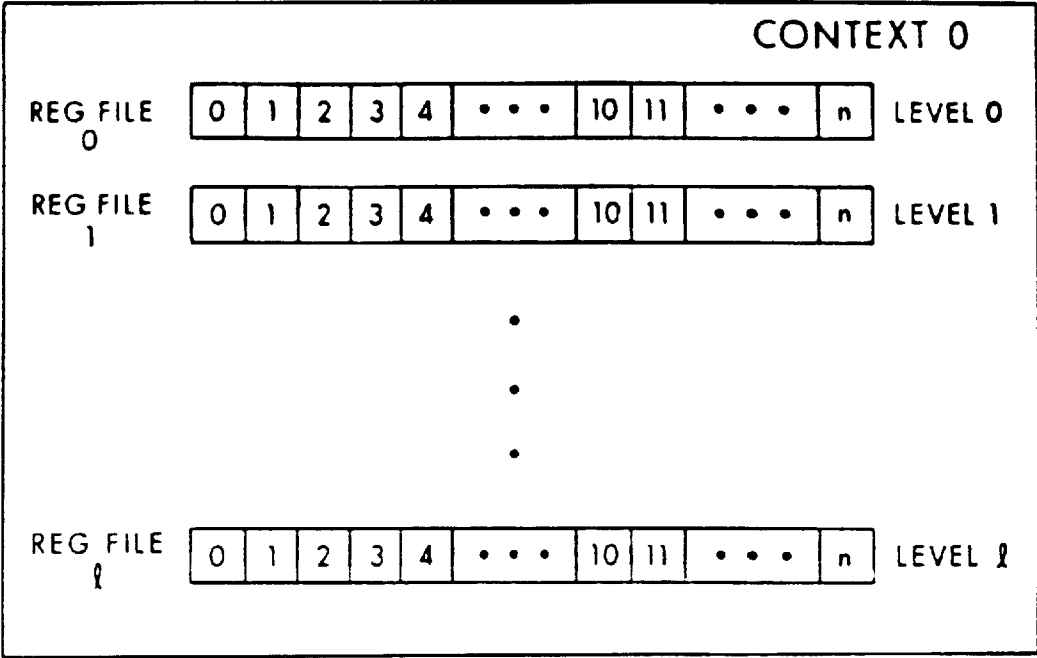 CONTEXT 0
REG FILE 0 0 1 2 3 4 • • • 10 11 • • • n LEVEL 0
REG FILE 1 0 1 2 3 4 • • • 10 11 • • • n LEVEL 1
REG FILE ℓ 0 1 2 3 4 • • • 10 11 • • • n LEVEL ℓ